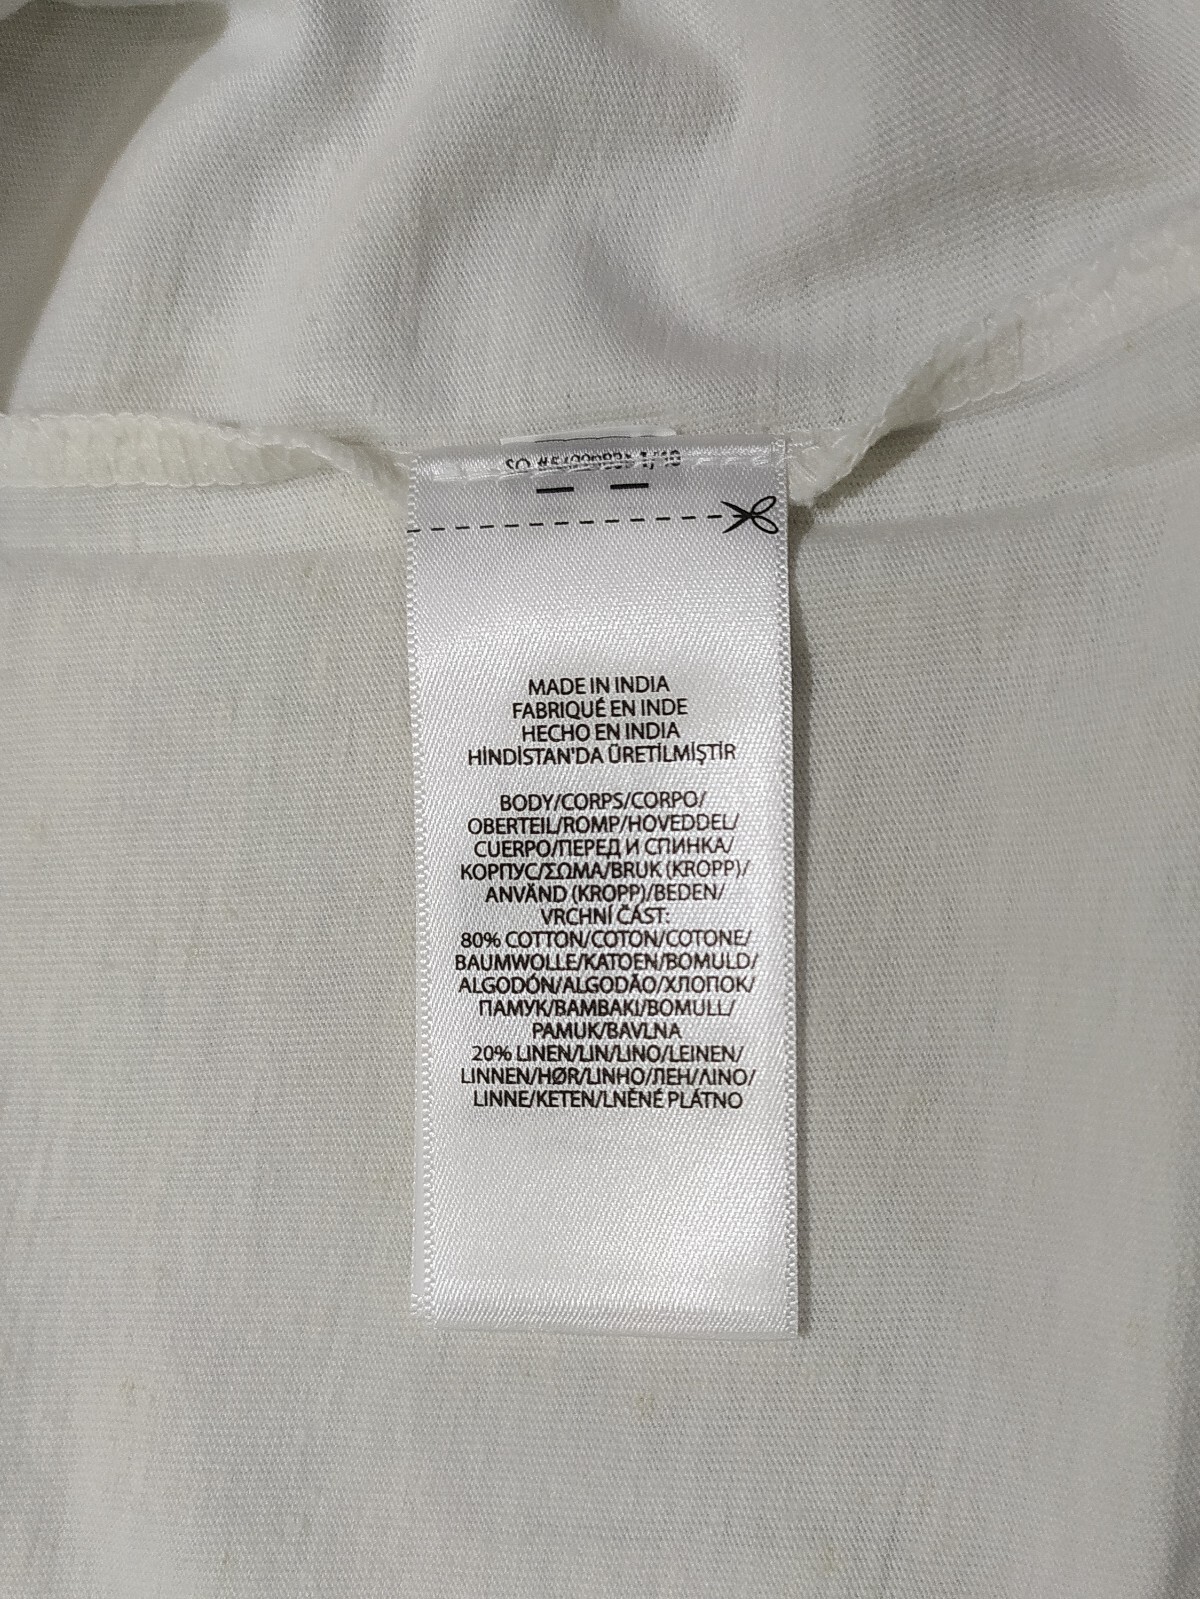 MADE IN INDIA
FABRIQUÉ EN INDE
HECHO EN INDIA
HİNDİSTAN'DA ÜRETİLMİŞTİR
BODY/CORPS/CORPO/
OBERTEIL/ROMP/HOVEDDEL/
CUERPO/ПЕРЕД И СПИНКА/
КОРПУС/ΣΩΜΑ/BRUK (KROPP)/
ANVÄND (KROPP)/BEDEN/
VRCHNÍ ČÁST:
80% COTTON/COTON/COTONE/
BAUMWOLLE/KATOEN/BOMULD/
ALGODÓN/ALGODÃO/ХЛОПОК/
ПАМУК/ΒΑΜΒΑΚΙ/BOMULL/
PAMUK/BAVLNA
20% LINEN/LIN/LINO/LEINEN/
LINNEN/HØR/LINHO/ЛЕН/ΛΙΝΟ/
LINNE/KETEN/LNĚNÉ PLÁTNO